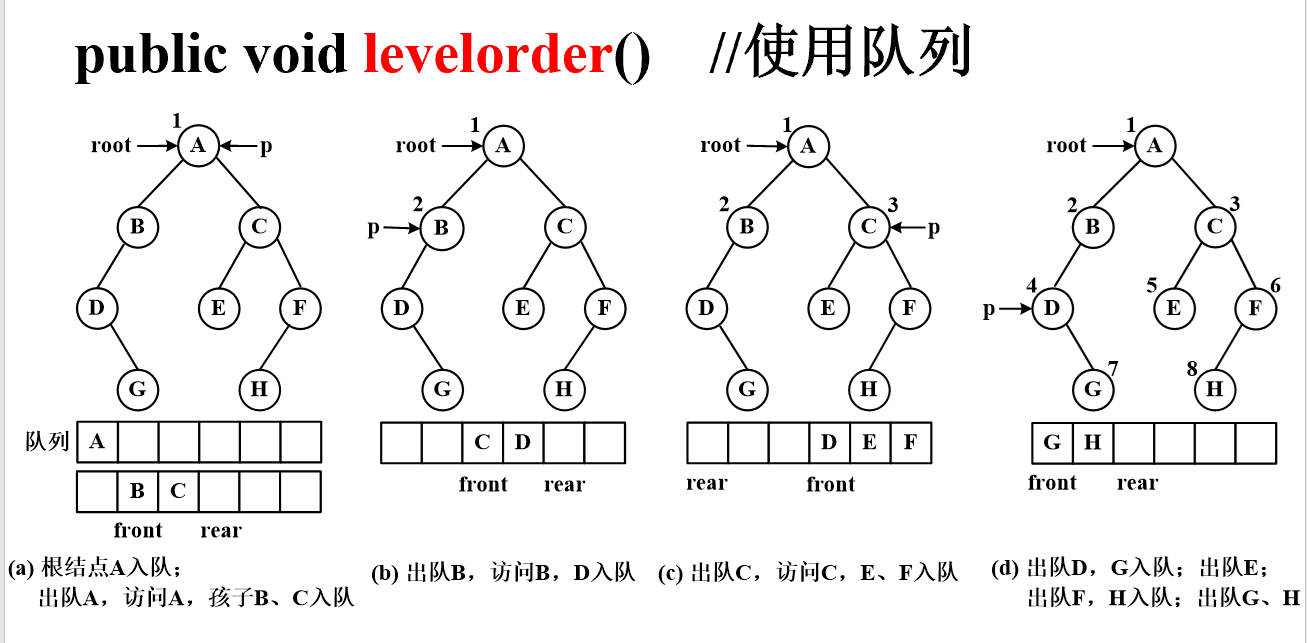 public void levelorder() //使用队列
1
root A p
B C
D E F
G H
队列 A
B C
front rear
(a) 根结点A入队；
出队A，访问A，孩子B、C入队
1
root A
2
p B C
D E F
G H
C D
front rear
(b) 出队B，访问B，D入队
1
root A
2 3
B C p
D E F
G H
D E F
rear front
(c) 出队C，访问C，E、F入队
1
root A
2 3
B C
4 5 6
p D E F
7 8
G H
G H
front rear
(d) 出队D，G入队；出队E；
出队F，H入队；出队G、H